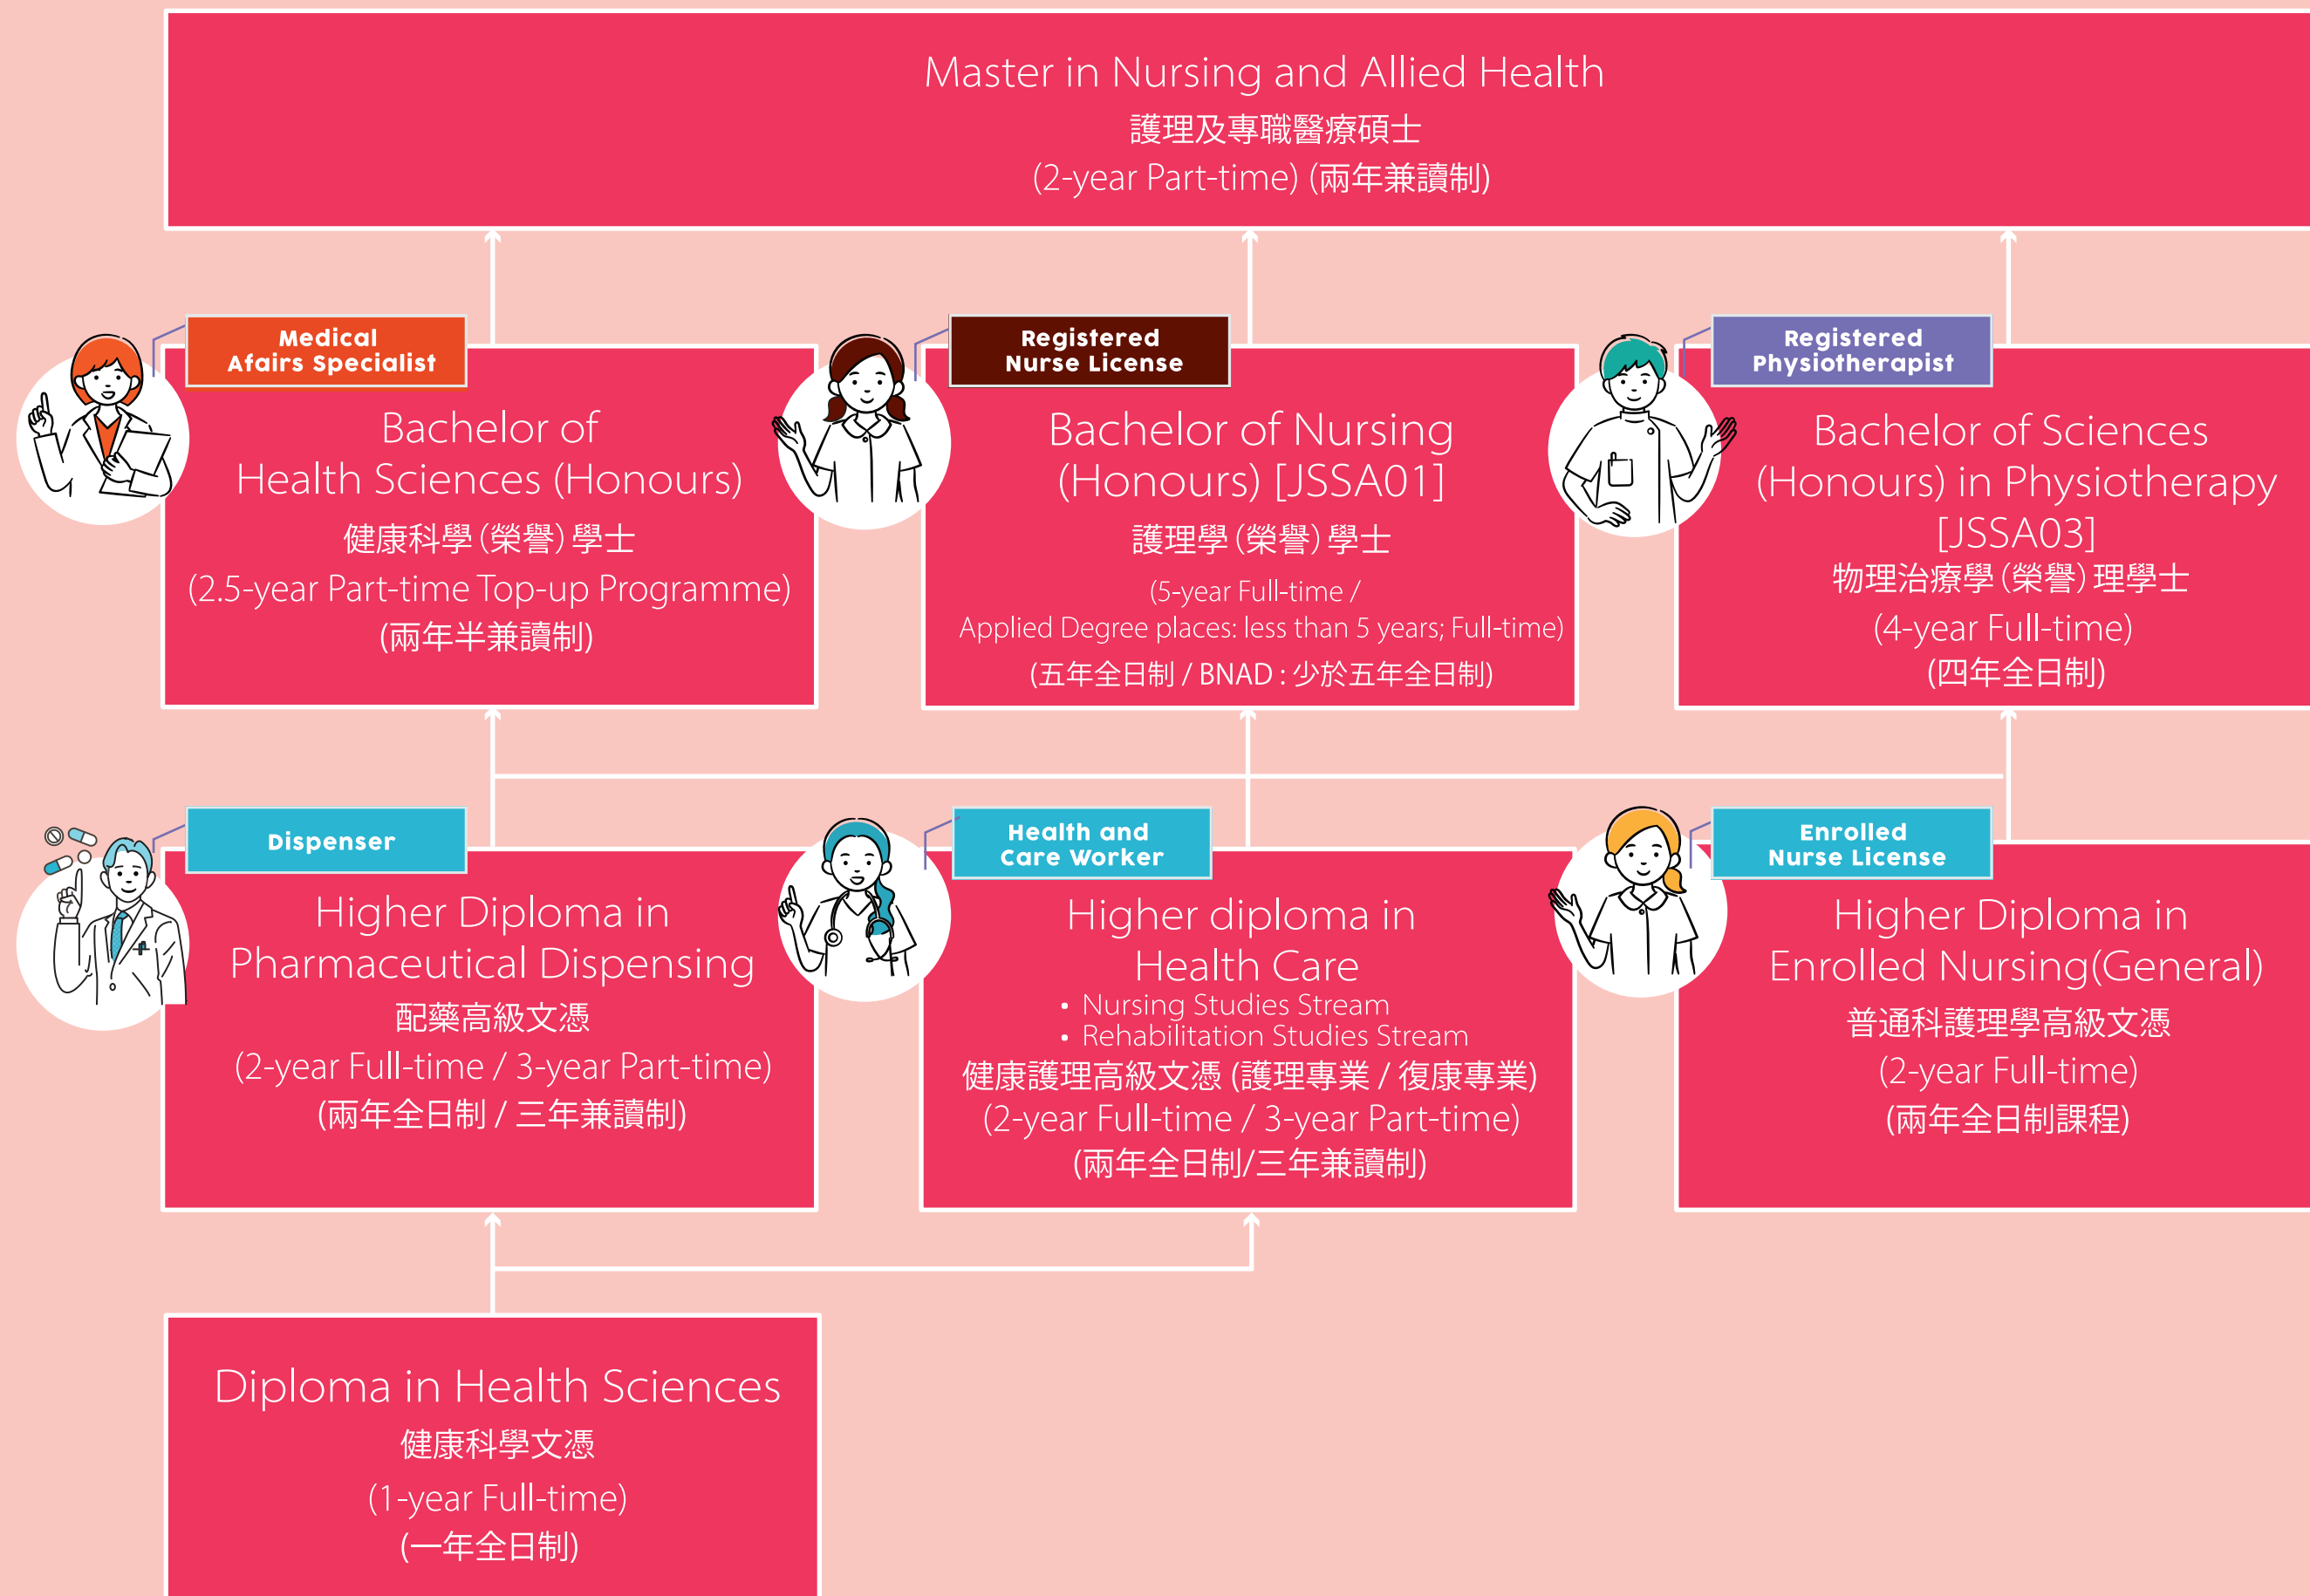 Master in Nursing and Allied Health
護理及專職醫療碩士
(2-year Part-time) (兩年兼讀制)
Medical
Afairs Specialist
Bachelor of
Health Sciences (Honours)
健康科學(榮譽)學士
(2.5-year Part-time Top-up Programme)
(兩年半兼讀制)
Registered
Nurse License
Bachelor of Nursing
(Honours) [JSSA01]
護理學(榮譽)學士
(5-year Full-time /
Applied Degree places: less than 5 years; Full-time)
(五年全日制 / BNAD : 少於五年全日制)
Registered
Physiotherapist
Bachelor of Sciences
(Honours) in Physiotherapy
[JSSA03]
物理治療學(榮譽)理學士
(4-year Full-time)
(四年全日制)
Dispenser
Higher Diploma in
Pharmaceutical Dispensing
配藥高級文憑
(2-year Full-time / 3-year Part-time)
(兩年全日制 / 三年兼讀制)
Health and
Care Worker
Higher diploma in
Health Care
• Nursing Studies Stream
• Rehabilitation Studies Stream
健康護理高級文憑 (護理專業 / 復康專業)
(2-year Full-time / 3-year Part-time)
(兩年全日制/三年兼讀制)
Enrolled
Nurse License
Higher Diploma in
Enrolled Nursing(General)
普通科護理學高級文憑
(2-year Full-time)
(兩年全日制課程)
Diploma in Health Sciences
健康科學文憑
(1-year Full-time)
(一年全日制)